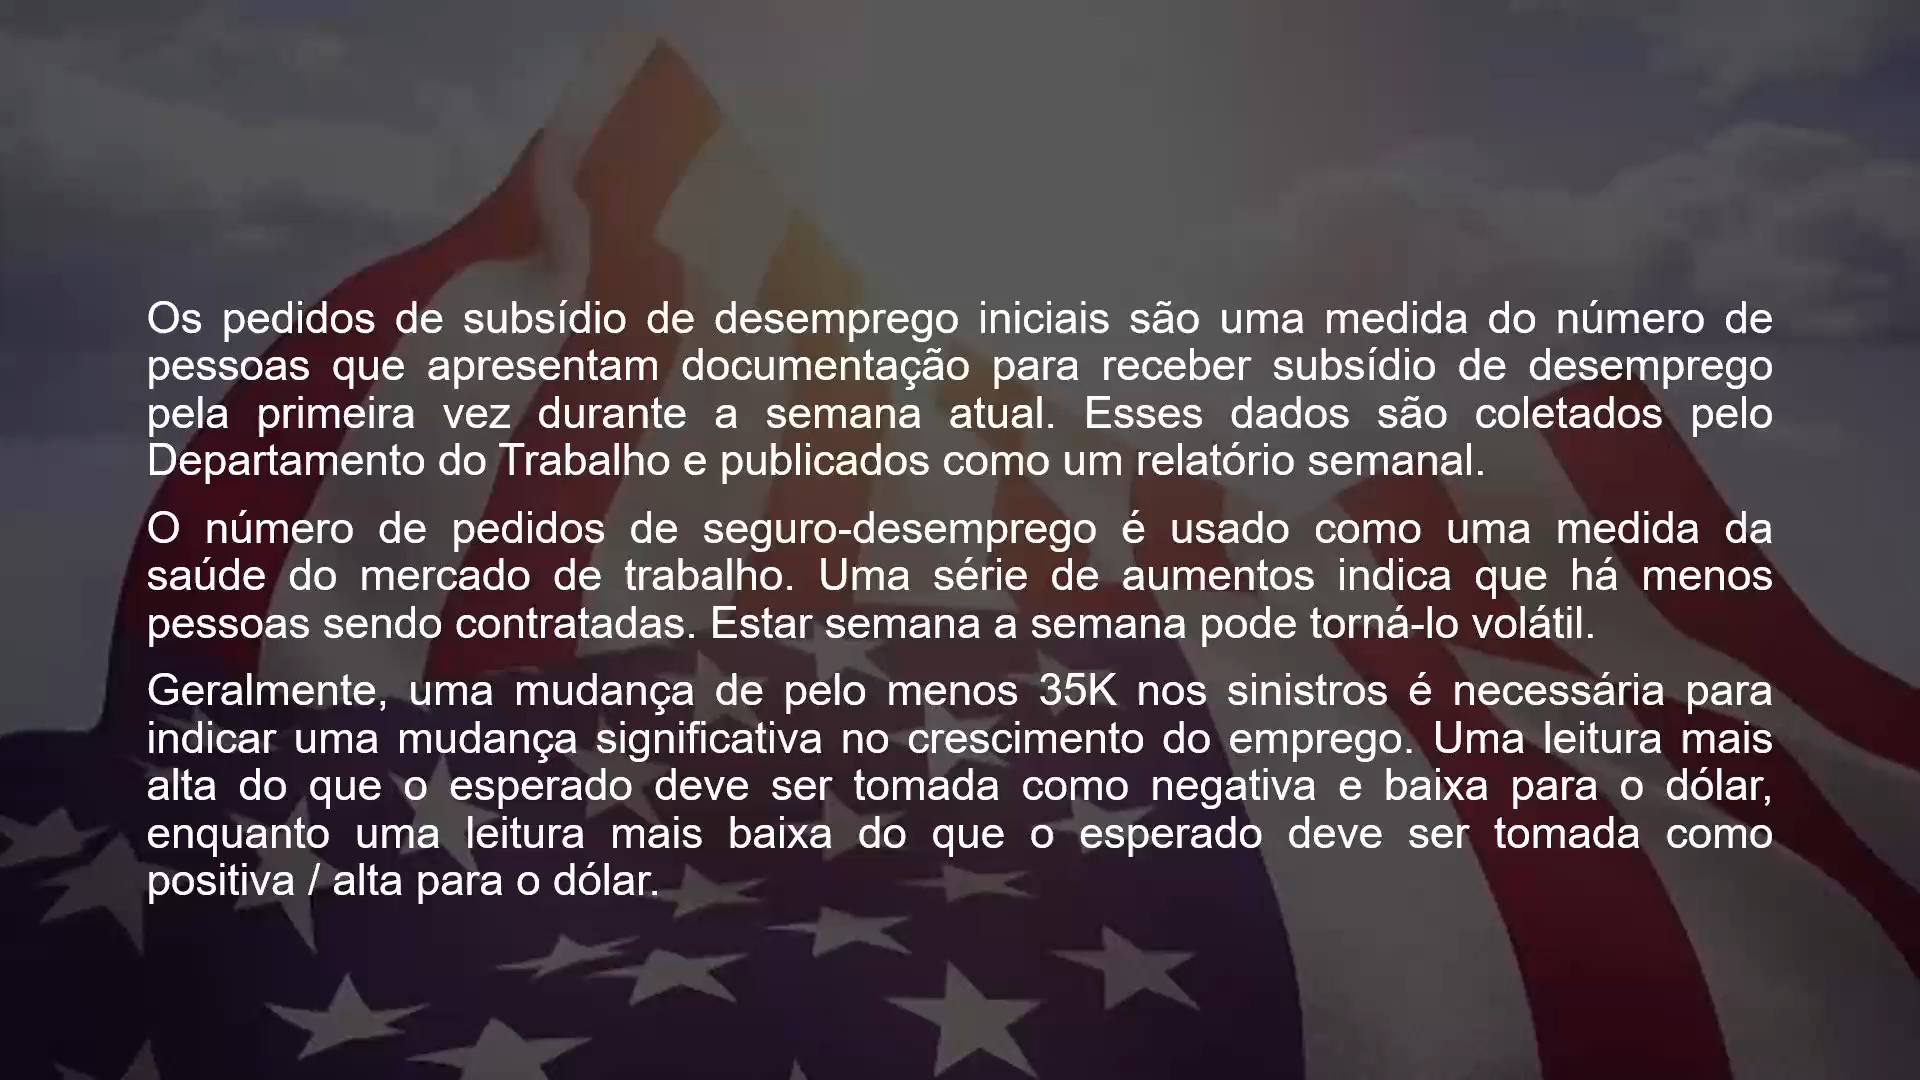 Os pedidos de subsídio de desemprego iniciais são uma medida do número de
pessoas que apresentam documentação para receber subsídio de desemprego
pela primeira vez durante a semana atual. Esses dados são coletados pelo
Departamento do Trabalho e publicados como um relatório semanal.
O número de pedidos de seguro-desemprego é usado como uma medida da
saúde do mercado de trabalho. Uma série de aumentos indica que há menos
pessoas sendo contratadas. Estar semana a semana pode torná-lo volátil.
Geralmente, uma mudança de pelo menos 35K nos sinistros é necessária para
indicar uma mudança significativa no crescimento do emprego. Uma leitura mais
alta do que o esperado deve ser tomada como negativa e baixa para o dólar,
enquanto uma leitura mais baixa do que o esperado deve ser tomada como
positiva / alta para o dólar.